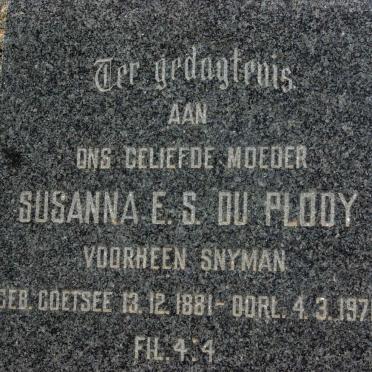 Ter gedagtenis
AAN
ONS GELIEFDE MOEDER
SUSANNA E. S. DU PLOOY
VOORHEEN SNYMAN
GEB. COETSEE 13.12.1881 - OORL. 4.3.197
FIL. 4:4